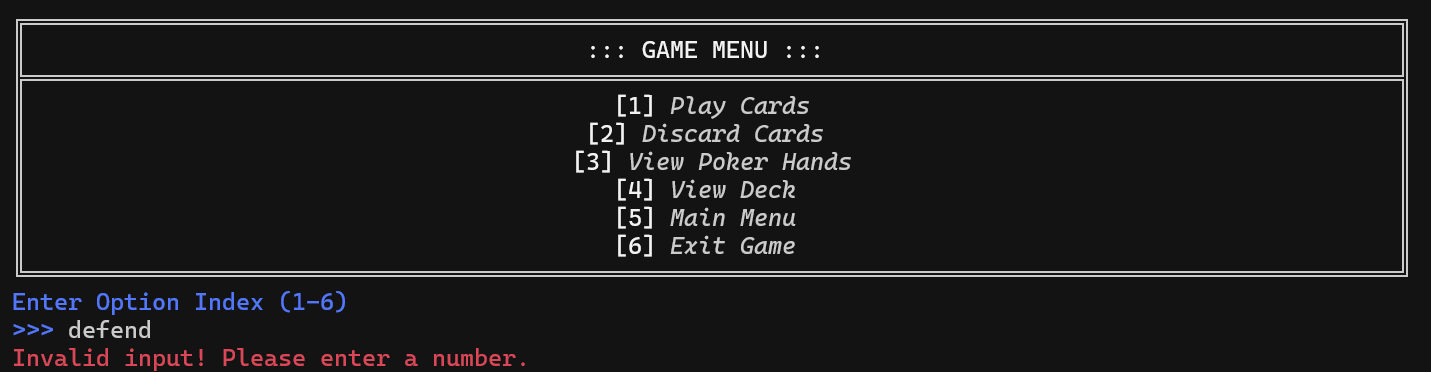 ::: GAME MENU :::
[1] Play Cards
[2] Discard Cards
[3] View Poker Hands
[4] View Deck
[5] Main Menu
[6] Exit Game
Enter Option Index (1-6)
>>> defend
Invalid input! Please enter a number.